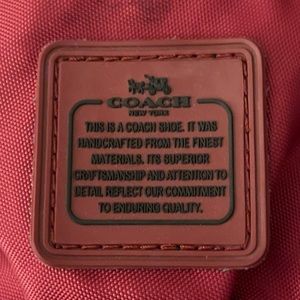 COACH
NEW YORK
THIS IS A COACH SHOE. IT WAS
HANDCRAFTED FROM THE FINEST
MATERIALS. ITS SUPERIOR
CRAFTSMANSHIP AND ATTENTION TO
DETAIL REFLECT OUR COMMITMENT
TO ENDURING QUALITY.